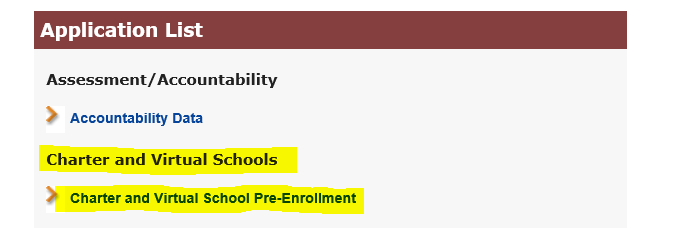 Application List
Assessment/Accountability
Accountability Data
Charter and Virtual Schools
Charter and Virtual School Pre-Enrollment